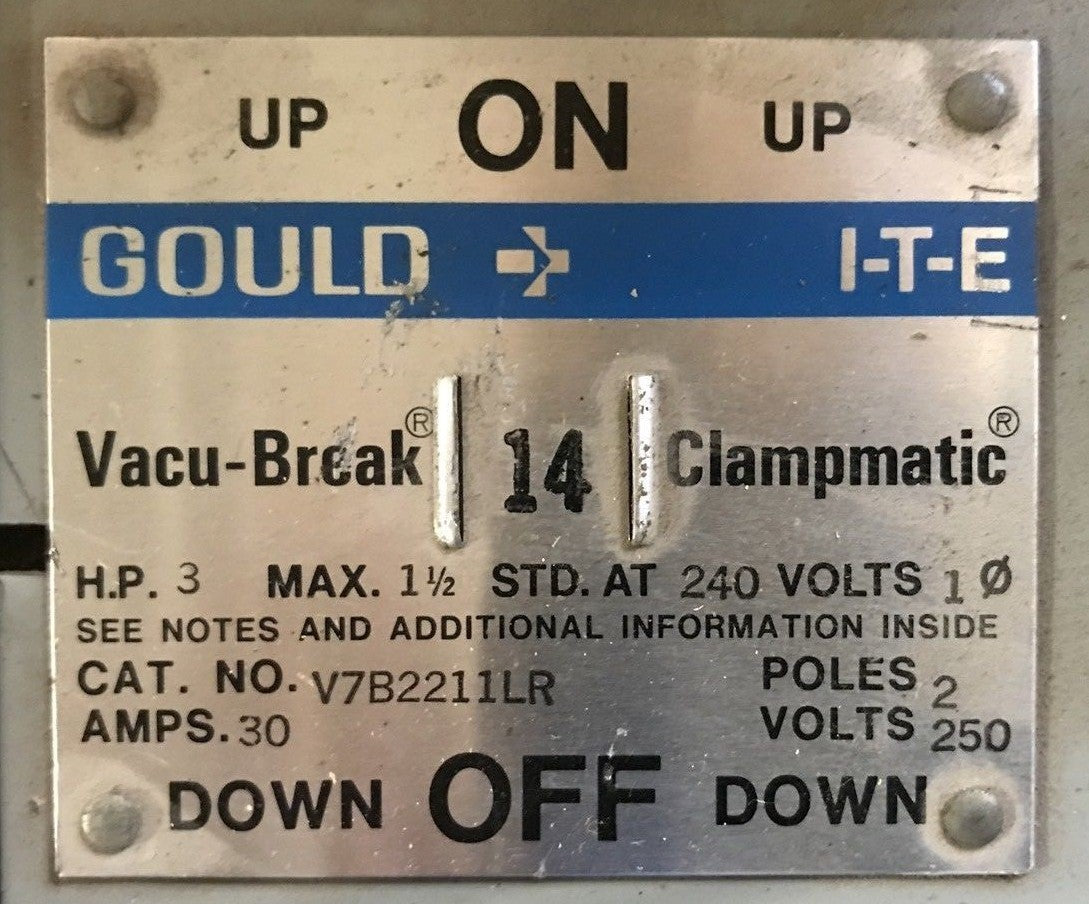 UP ON UP
GOULD I-T-E
Vacu-Break® 14 Clampmatic®
H.P. 3 MAX. 1½ STD. AT 240 VOLTS 1 Ø
SEE NOTES AND ADDITIONAL INFORMATION INSIDE
CAT. NO. V7B2211LR POLES 2
AMPS. 30 VOLTS 250
DOWN OFF DOWN